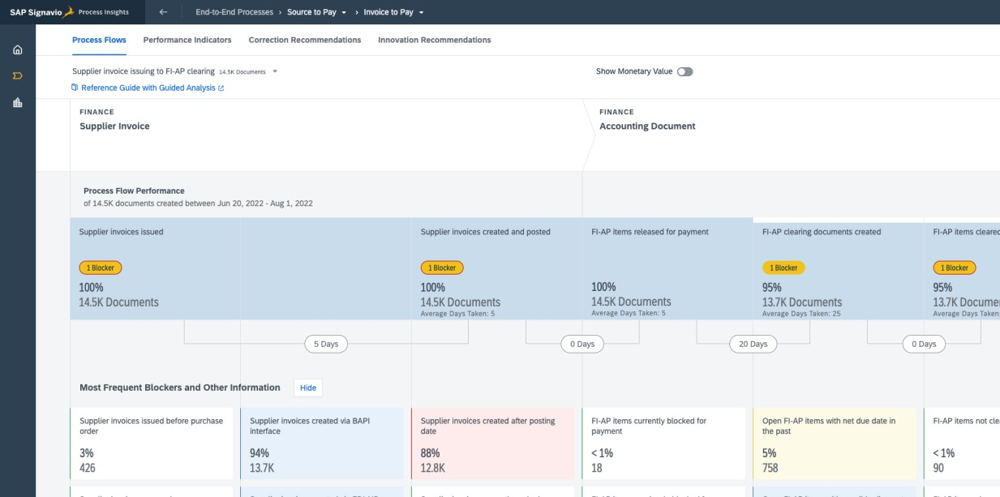 SAP Signavio Process Insights
End-to-End Processes › Source to Pay › Invoice to Pay
Process Flows Performance Indicators Correction Recommendations Innovation Recommendations
Supplier invoice issuing to FI-AP clearing 14.5K Documents
Show Monetary Value
Reference Guide with Guided Analysis
FINANCE
Supplier Invoice
FINANCE
Accounting Document
Process Flow Performance
of 14.5K documents created between Jun 20, 2022 - Aug 1, 2022
Supplier invoices issued
1 Blocker
100%
14.5K Documents
Supplier invoices created and posted
1 Blocker
100%
14.5K Documents
Average Days Taken: 5
FI-AP items released for payment
100%
14.5K Documents
Average Days Taken: 5
FI-AP clearing documents created
1 Blocker
95%
13.7K Documents
Average Days Taken: 25
FI-AP items cleared
1 Blocker
95%
13.7K Docume
Average Days Taken
5 Days
0 Days
20 Days
0 Days
Most Frequent Blockers and Other Information
Hide
Supplier invoices issued before purchase
order
3%
426
Supplier invoices created via BAPI
interface
94%
13.7K
Supplier invoices created after posting
date
88%
12.8K
FI-AP items currently blocked for
payment
< 1%
18
Open FI-AP items with net due date in
the past
5%
758
FI-AP items not cle
< 1%
90